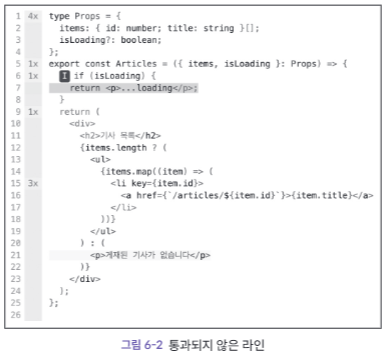 1 4x type Props = {
2 items: { id: number; title: string }[];
3 isLoading?: boolean;
4 };
5 1x export const Articles = ({ items, isLoading }: Props) => {
6 1x I if (isLoading) {
7 return <p>...loading</p>;
8 }
9 1x return (
10 <div>
11 <h2>기사 목록</h2>
12 {items.length ? (
13 <ul>
14 {items.map((item) => (
15 3x <li key={item.id}>
16 <a href={`/articles/${item.id}`}>{item.title}</a>
17 </li>
18 ))}
19 </ul>
20 ) : (
21 <p>게재된 기사가 없습니다</p>
22 )}
23 </div>
24 );
25 };
26
그림 6-2 통과되지 않은 라인